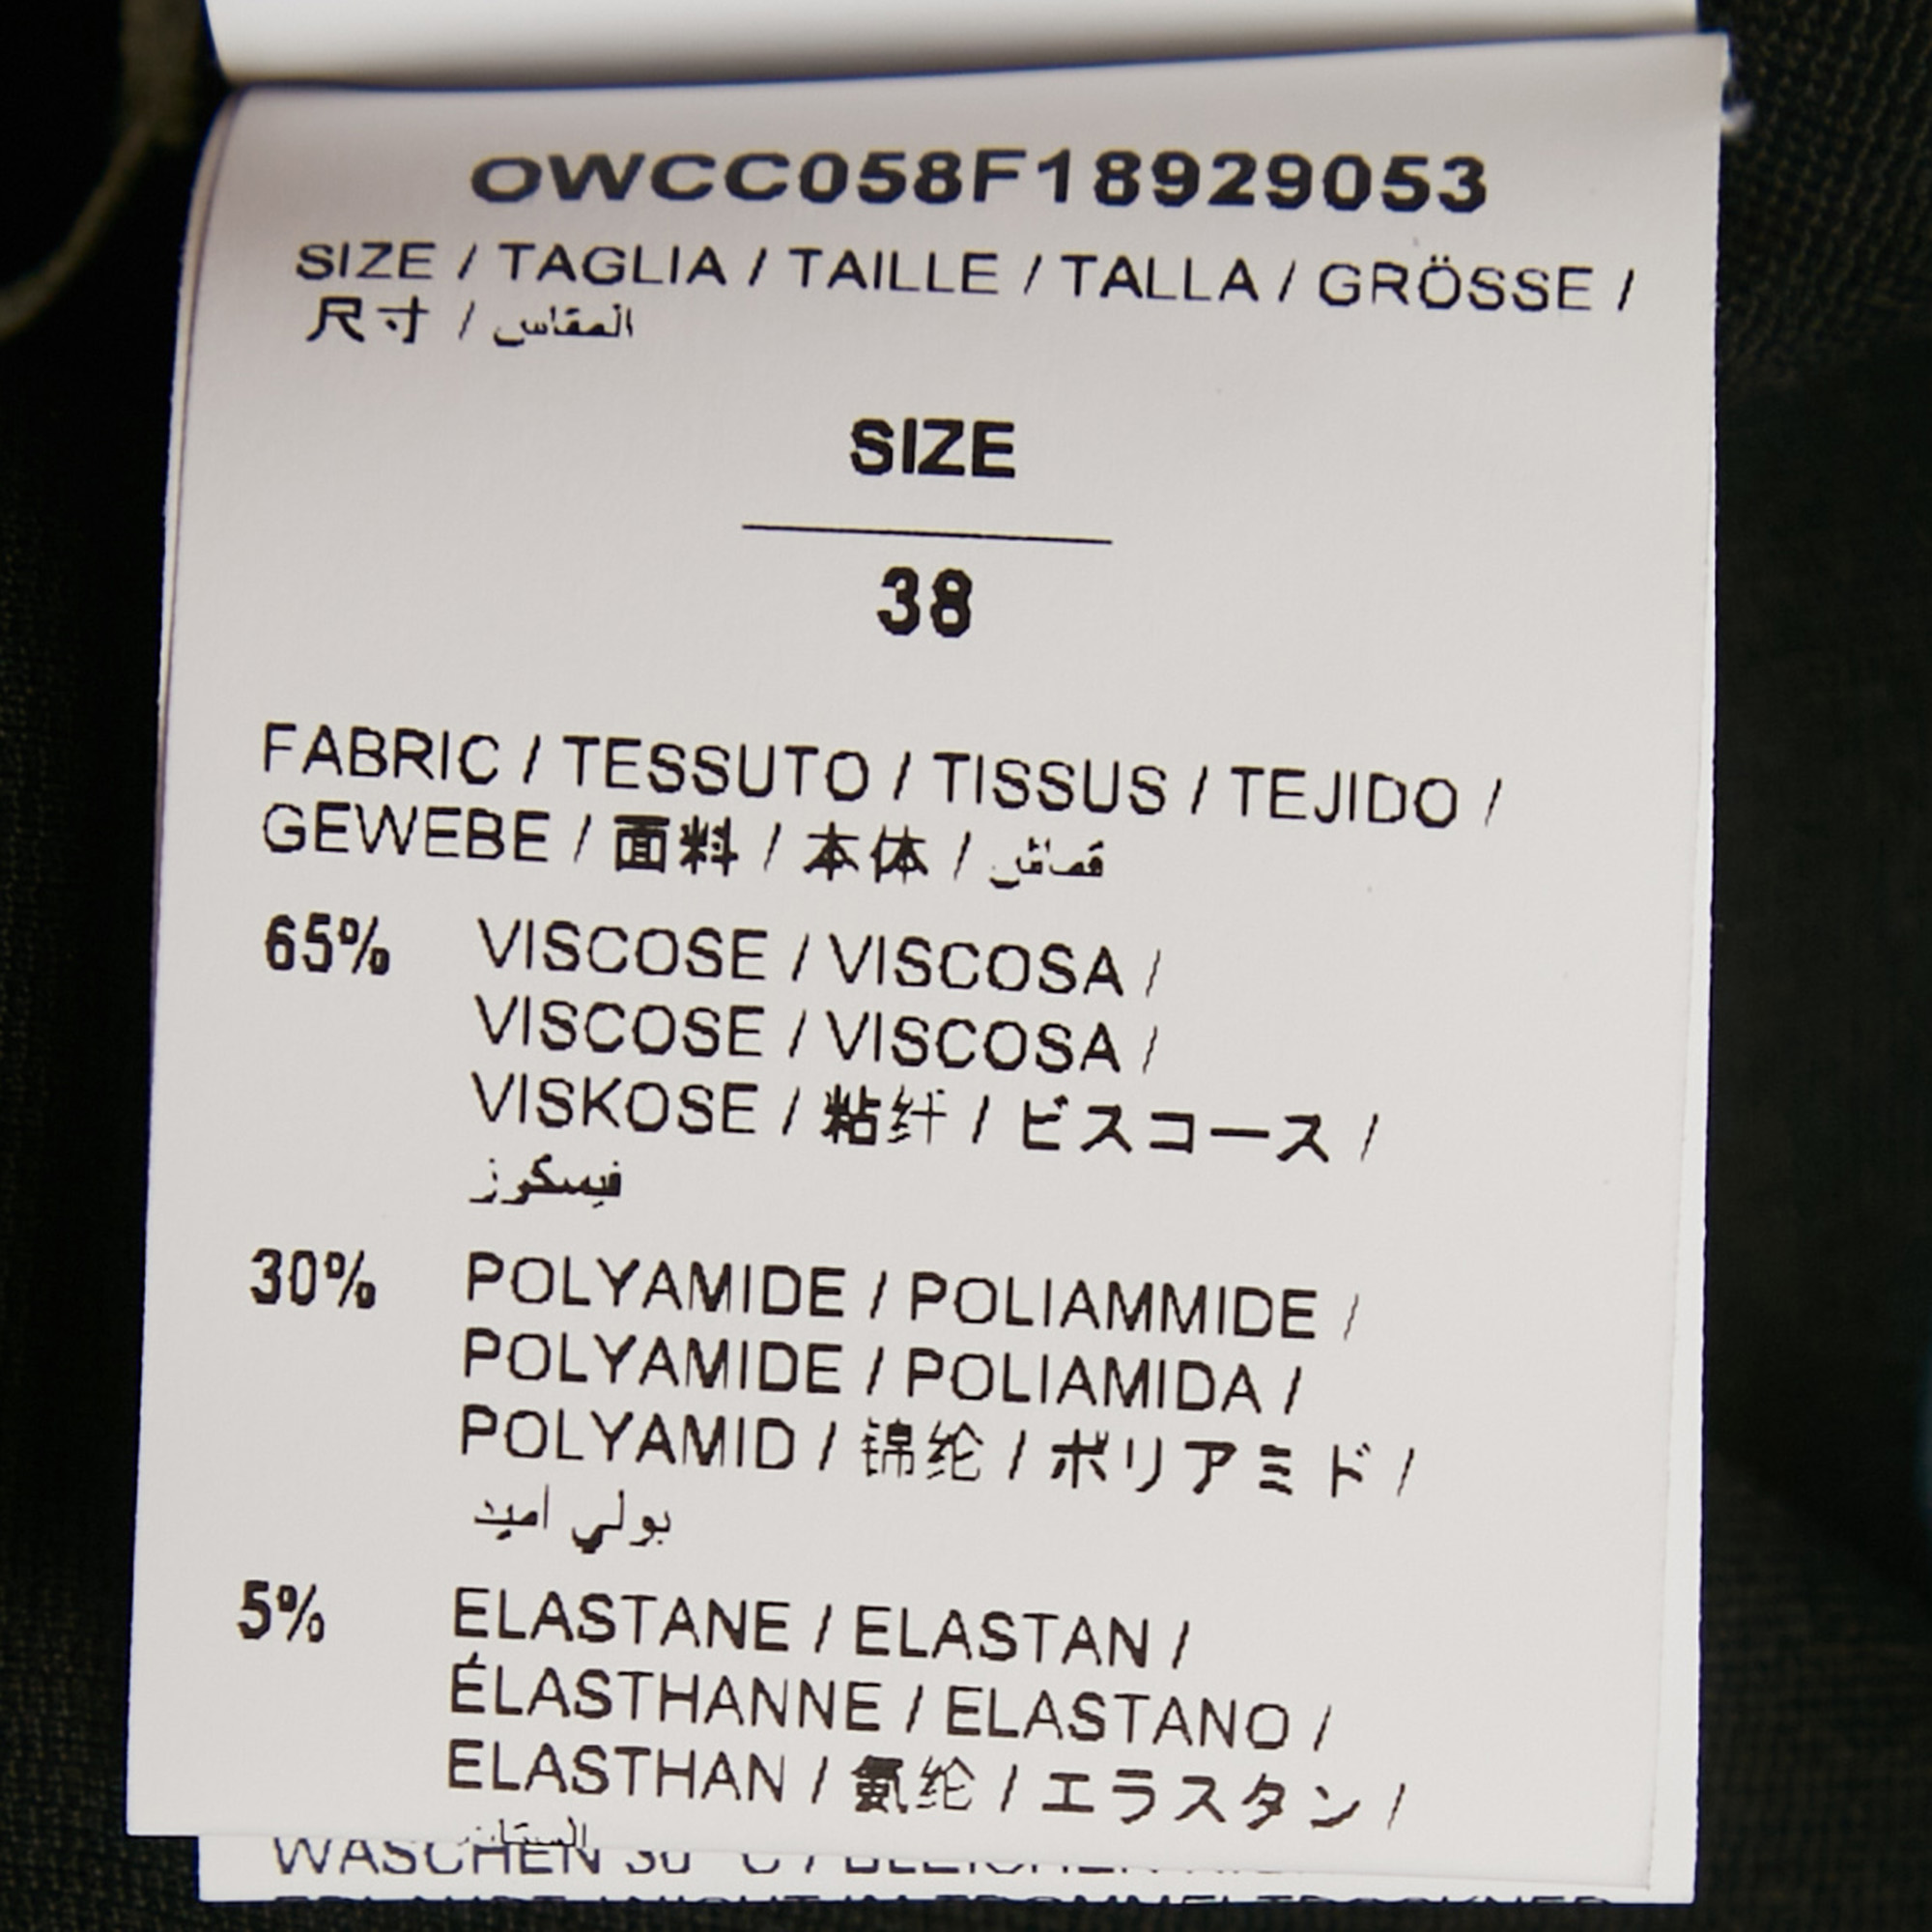 OWCC058F18929053
SIZE / TAGLIA / TAILLE / TALLA / GRÖSSE /
尺寸 / المقاس
SIZE
38
FABRIC / TESSUTO / TISSUS / TEJIDO /
GEWEBE / 面料 / 本体 / قماش
65% VISCOSE / VISCOSA /
VISCOSE / VISCOSA /
VISKOSE / 粘纤 / ビスコース /
فيسكوز
30% POLYAMIDE / POLIAMMIDE /
POLYAMIDE / POLIAMIDA /
POLYAMID / 锦纶 / ポリアミド /
بولي اميد
5% ELASTANE / ELASTAN /
ÉLASTHANNE / ELASTANO /
ELASTHAN / 氨纶 / エラスタン /
WASCHEN 30 °C /